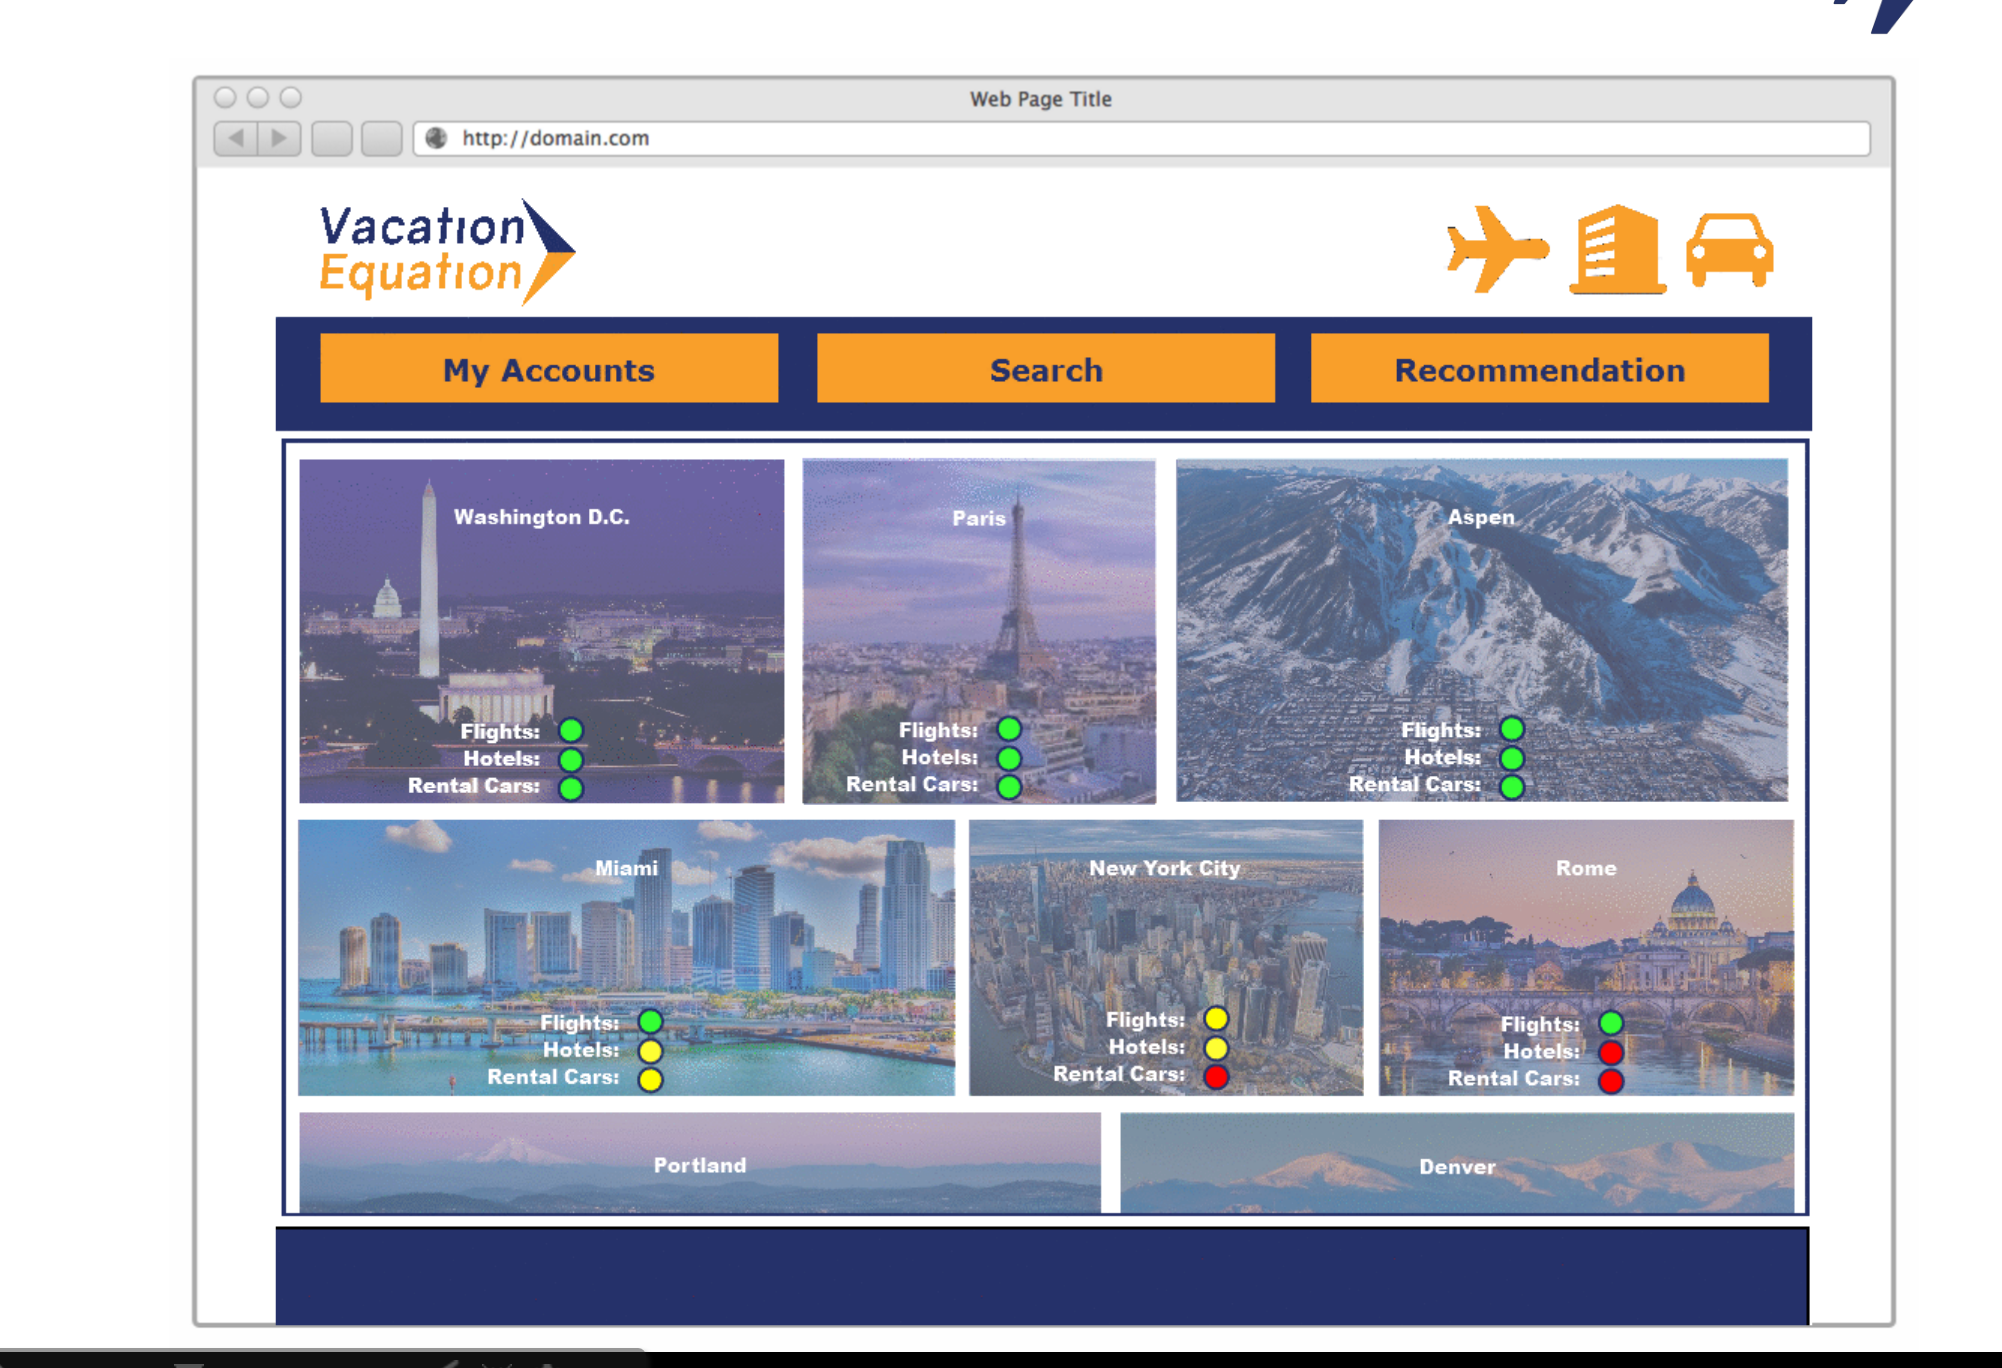 Web Page Title
http://domain.com
Vacation
Equation
My Accounts
Search
Recommendation
Washington D.C.
Flights:
Hotels:
Rental Cars:
Paris
Flights:
Hotels:
Rental Cars:
Aspen
Flights:
Hotels:
Rental Cars:
Miami
Flights:
Hotels:
Rental Cars:
New York City
Flights:
Hotels:
Rental Cars:
Rome
Flights:
Hotels:
Rental Cars:
Portland
Denver